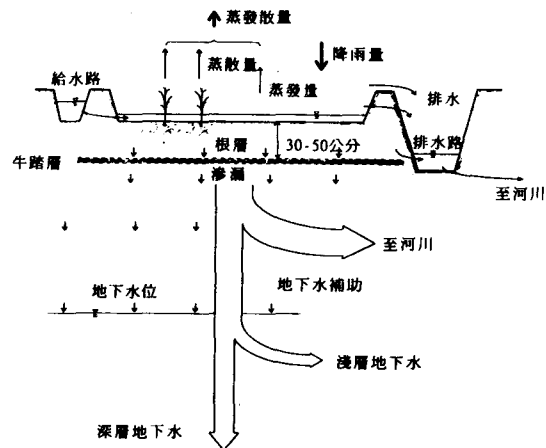 蒸發散量
蒸散量
降雨量
給水路
蒸發量
排水
根層
30-50公分
排水路
牛踏層
滲漏
至河川
至河川
地下水位
地下水補助
淺層地下水
深層地下水